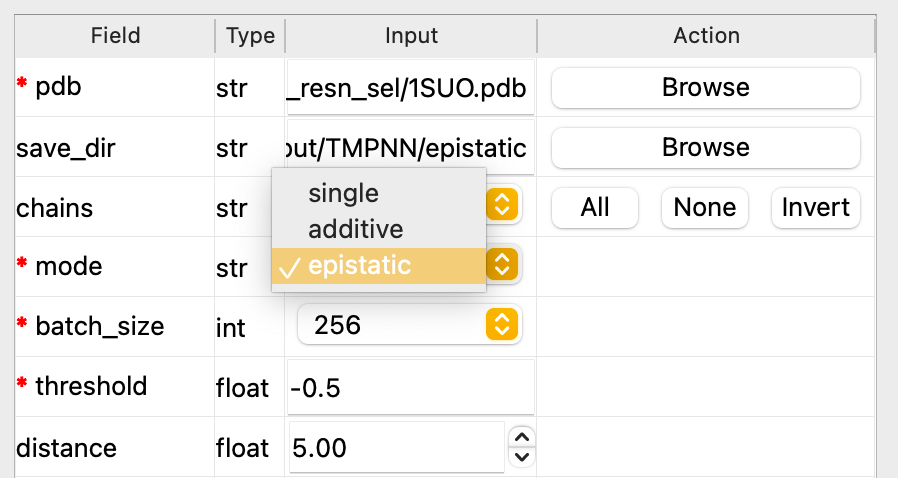 Field Type Input Action
* pdb str _resn_sel/1SUO.pdb Browse
save_dir str out/TMPNN/epistatic Browse
chains str All None Invert
single
additive
* mode str ✓ epistatic
* batch_size int 256
* threshold float -0.5
distance float 5.00